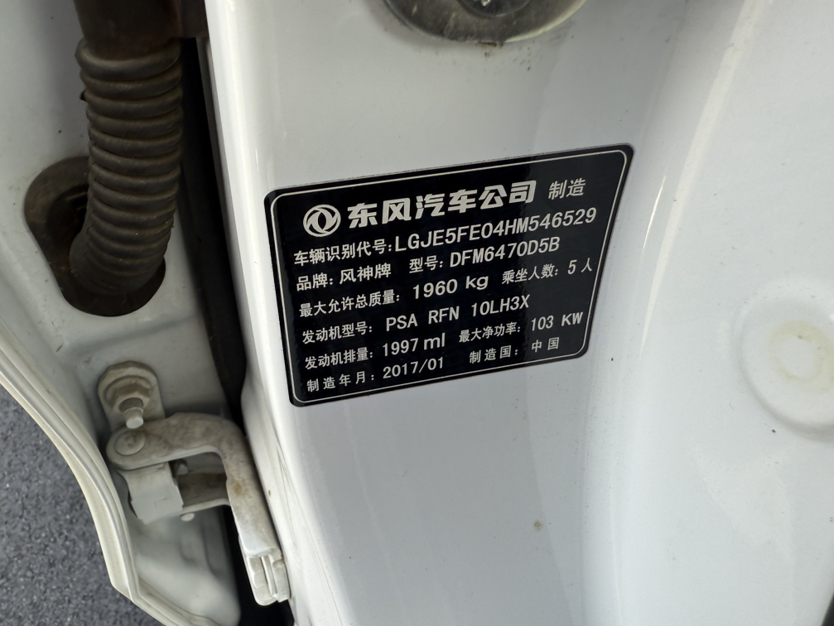 东风汽车公司 制造
车辆识别代号:LGJE5FE04HM546529
品牌: 风神牌 型号: DFM6470D5B
最大允许总质量: 1960 kg 乘坐人数: 5 人
发动机型号: PSA RFN 10LH3X
发动机排量: 1997 ml 最大净功率: 103 KW
制造年月: 2017/01 制造国: 中国